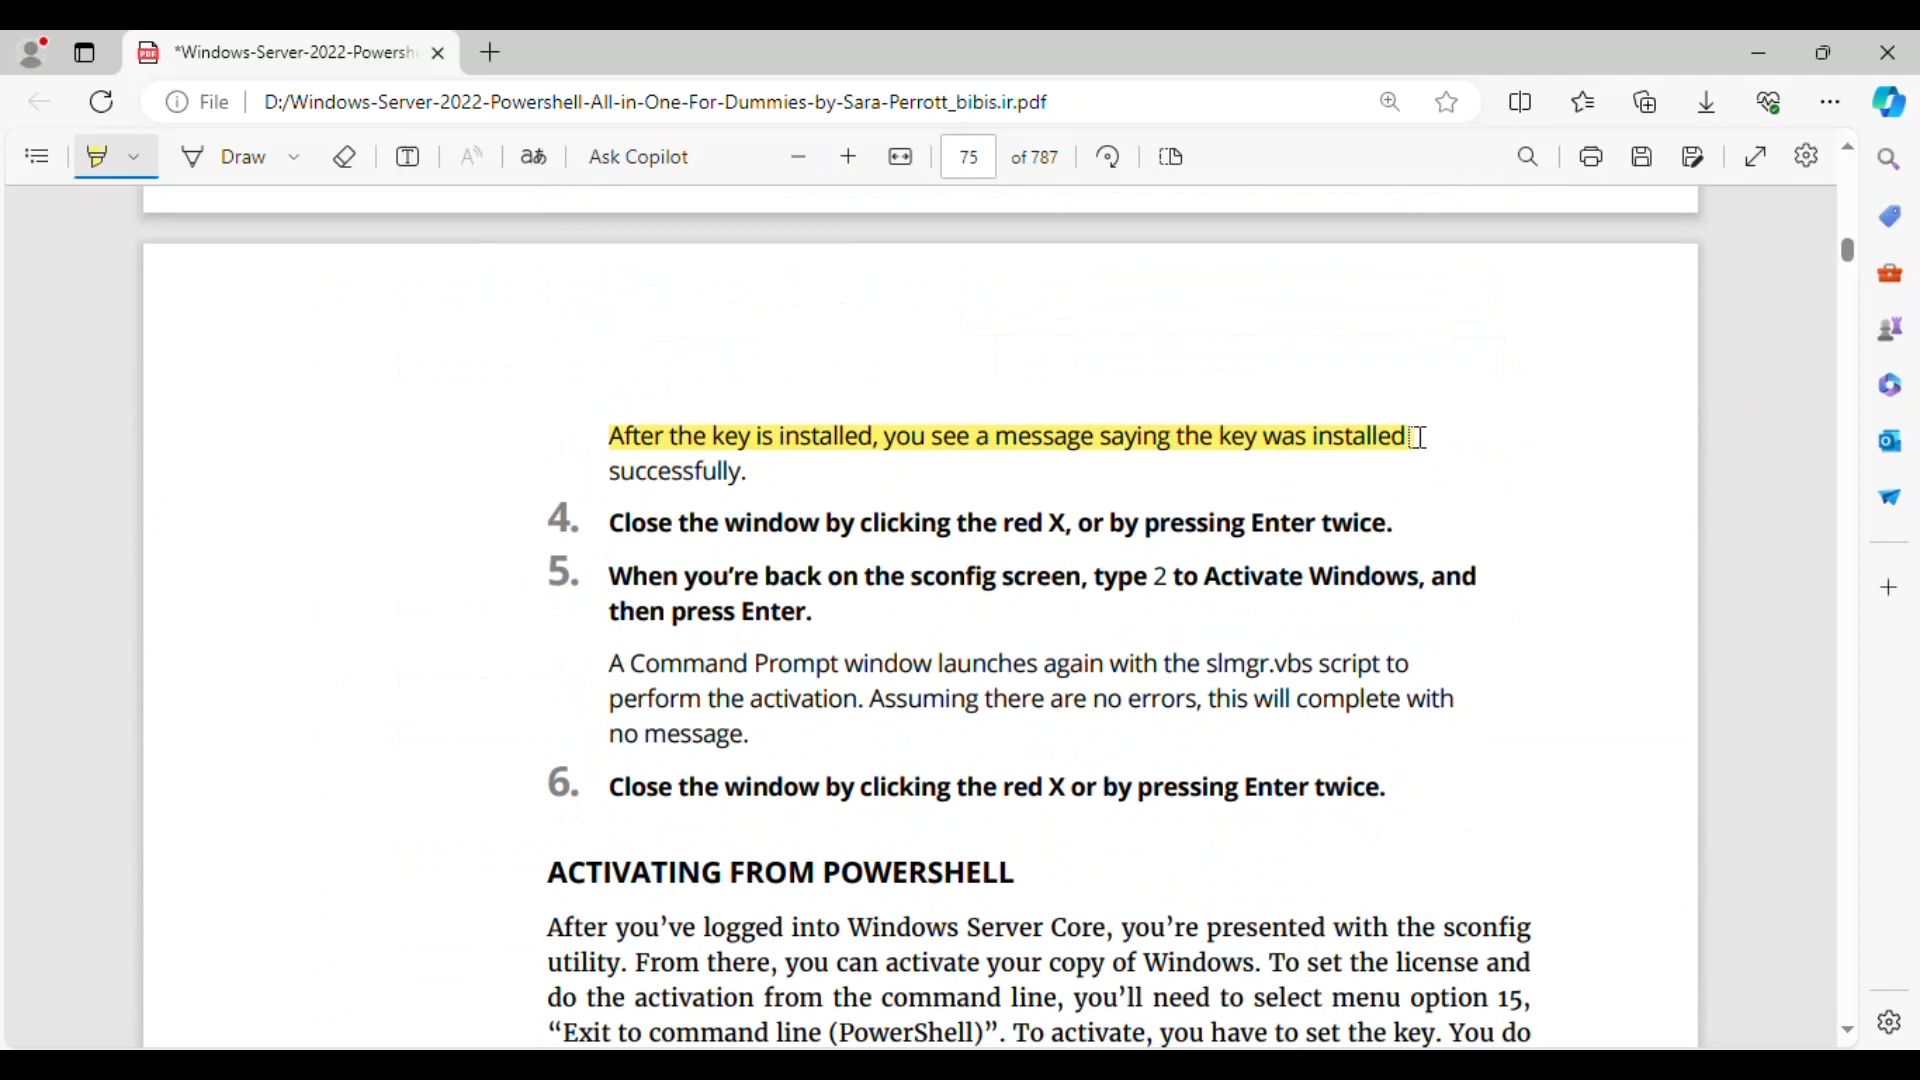 *Windows-Server-2022-Powersh
File
D:/Windows-Server-2022-Powershell-All-in-One-For-Dummies-by-Sara-Perrott_bibis.ir.pdf
Draw
Ask Copilot
75 of 787
After the key is installed, you see a message saying the key was installed
successfully.
4. Close the window by clicking the red X, or by pressing Enter twice.
5. When you’re back on the sconfig screen, type 2 to Activate Windows, and
then press Enter.
A Command Prompt window launches again with the slmgr.vbs script to
perform the activation. Assuming there are no errors, this will complete with
no message.
6. Close the window by clicking the red X or by pressing Enter twice.
ACTIVATING FROM POWERSHELL
After you’ve logged into Windows Server Core, you’re presented with the sconfig
utility. From there, you can activate your copy of Windows. To set the license and
do the activation from the command line, you’ll need to select menu option 15,
“Exit to command line (PowerShell)”. To activate, you have to set the key. You do